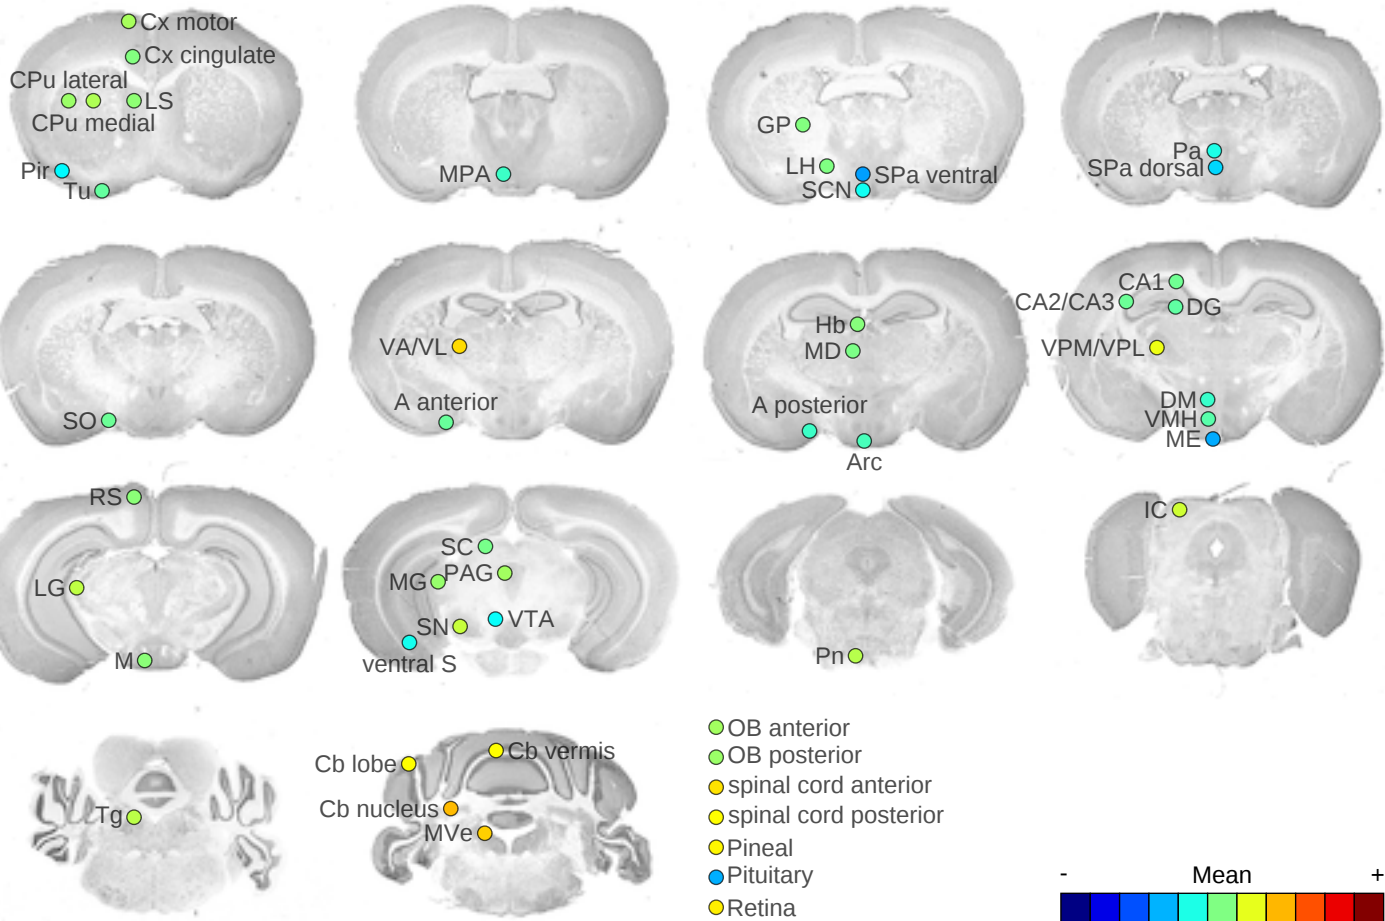 Cx motor
Cx cingulate
CPu lateral
LS
CPu medial
Pir
Tu
MPA
GP
LH
SPa ventral
SCN
Pa
SPa dorsal
SO
VA/VL
A anterior
Hb
MD
A posterior
Arc
CA1
CA2/CA3
DG
VPM/VPL
DM
VMH
ME
RS
LG
M
SC
PAG
MG
SN
VTA
ventral S
Pn
IC
Tg
Cb lobe
Cb vermis
Cb nucleus
MVe
OB anterior
OB posterior
spinal cord anterior
spinal cord posterior
Pineal
Pituitary
Retina
- Mean +